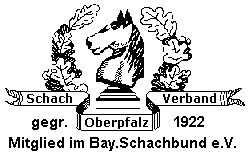 Schach Verband
gegr. Oberpfalz 1922
Mitglied im Bay.Schachbund e.V.